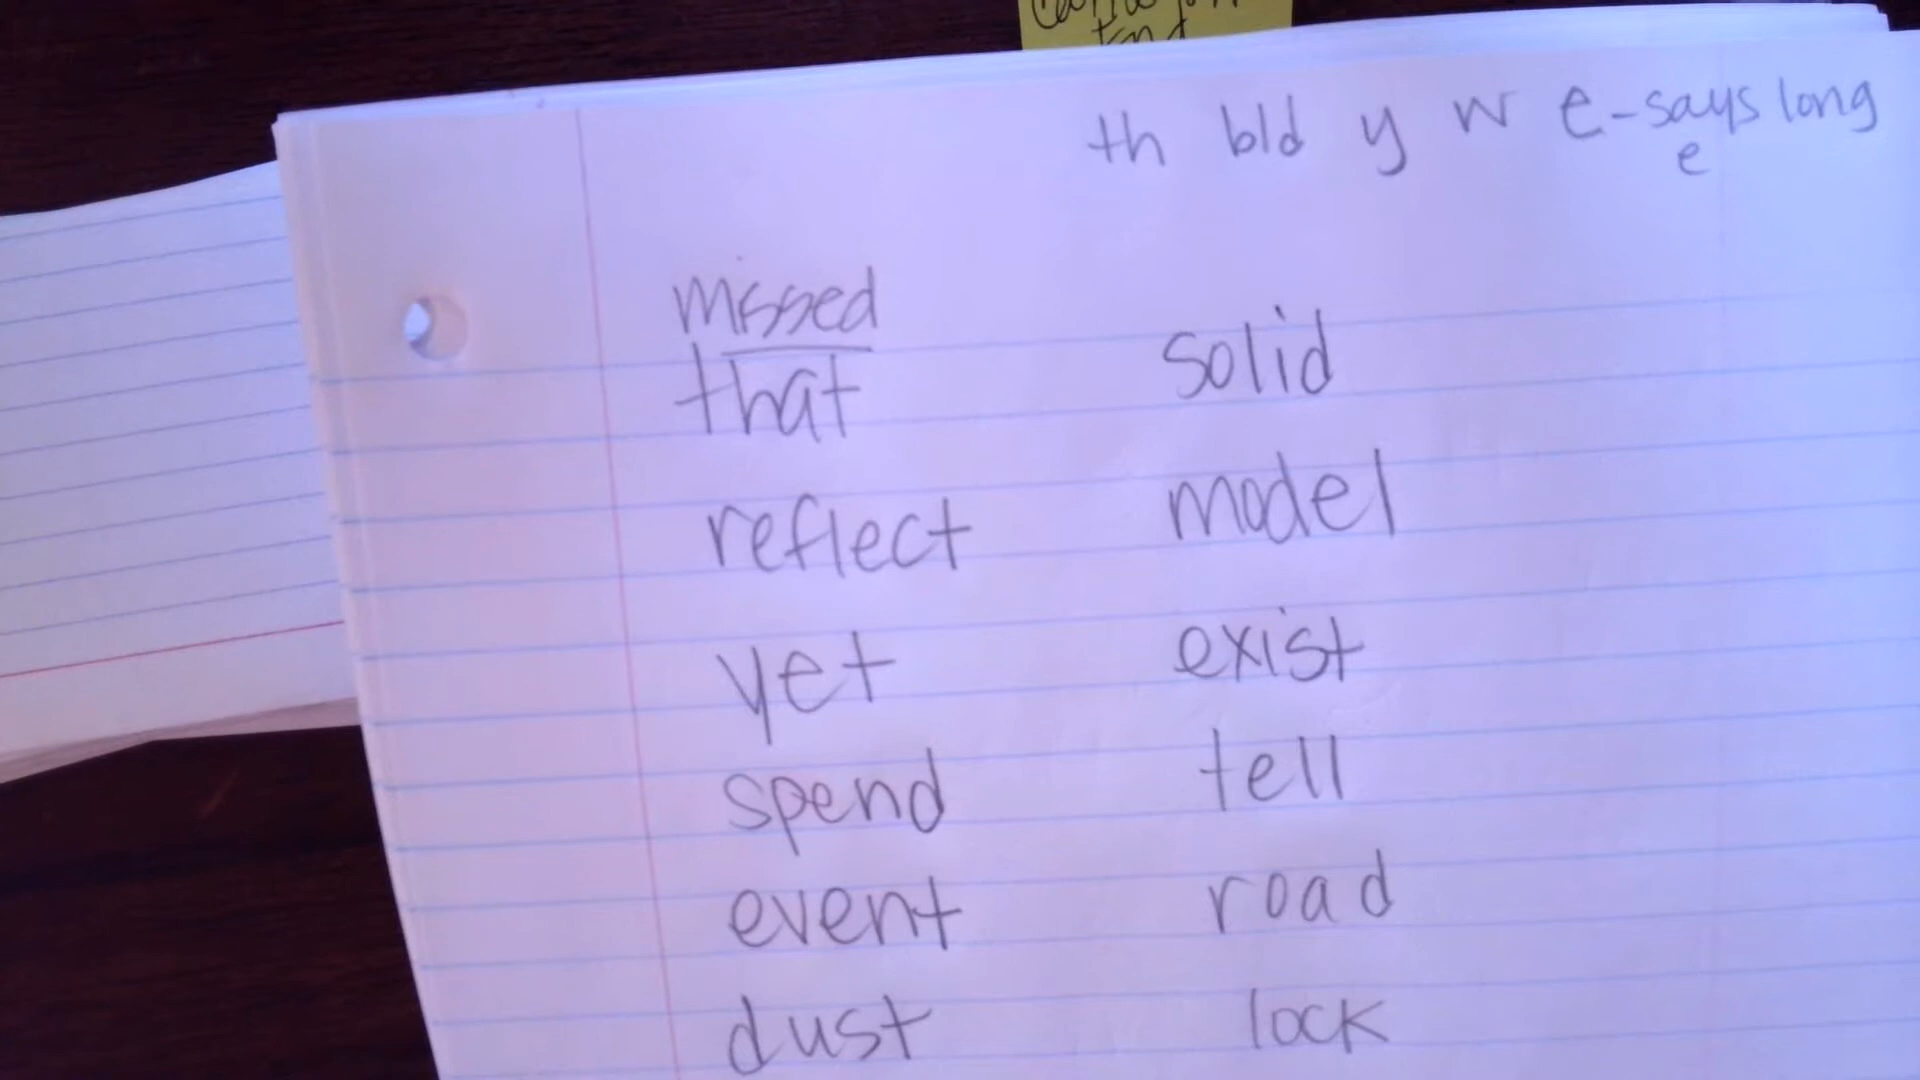 th bld y w e-says long
e
missed
that solid
reflect model
yet exist
spend tell
event road
dust lock